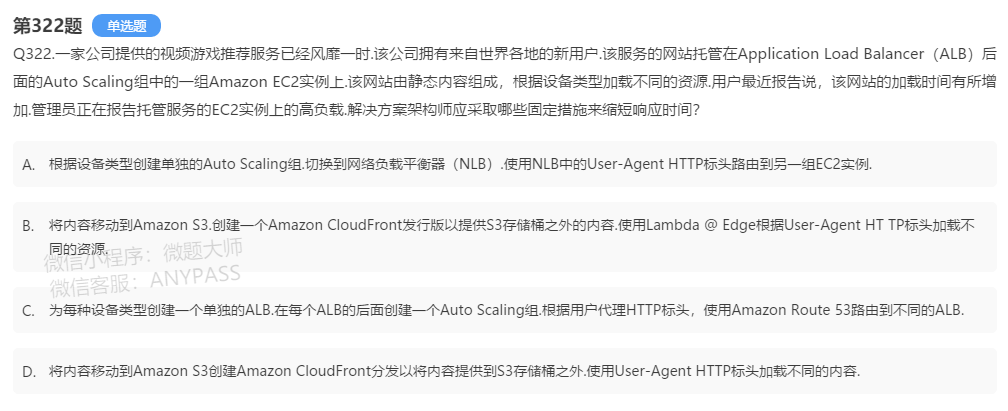 第322题 单选题
Q322.一家公司提供的视频游戏推荐服务已经风靡一时.该公司拥有来自世界各地的新用户.该服务的网站托管在Application Load Balancer（ALB）后
面的Auto Scaling组中的一组Amazon EC2实例上.该网站由静态内容组成，根据设备类型加载不同的资源.用户最近报告说，该网站的加载时间有所增
加.管理员正在报告托管服务的EC2实例上的高负载.解决方案架构师应采取哪些固定措施来缩短响应时间？
A. 根据设备类型创建单独的Auto Scaling组.切换到网络负载平衡器（NLB）.使用NLB中的User-Agent HTTP标头路由到另一组EC2实例.
B. 将内容移动到Amazon S3.创建一个Amazon CloudFront发行版以提供S3存储桶之外的内容.使用Lambda @ Edge根据User-Agent HT TP标头加载不
同的资源.
微信小程序：微题大师
微信客服：ANYPASS
C. 为每种设备类型创建一个单独的ALB.在每个ALB的后面创建一个Auto Scaling组.根据用户代理HTTP标头，使用Amazon Route 53路由到不同的ALB.
D. 将内容移动到Amazon S3创建Amazon CloudFront分发以将内容提供到S3存储桶之外.使用User-Agent HTTP标头加载不同的内容.